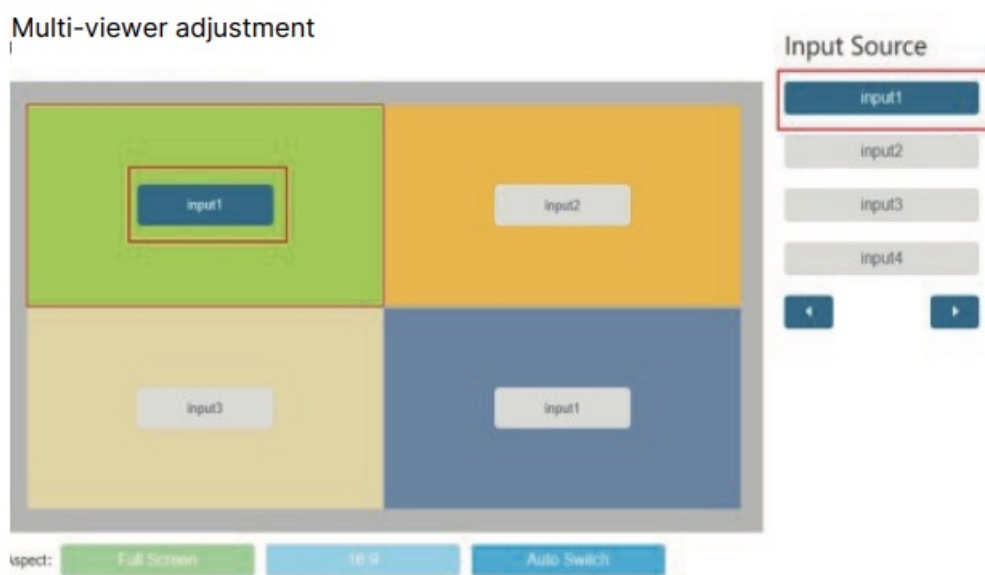 Multi-viewer adjustment
Input Source
input1
input2
input3
input4
input1
input2
input3
input1
Aspect:
Full Screen
16:9
Auto Switch